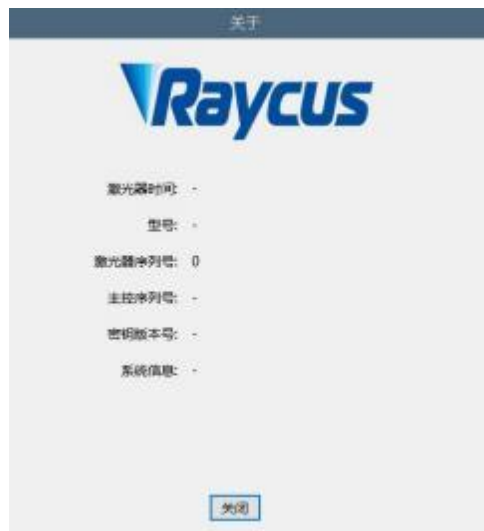 关于
Raycus
激光器时间: -
型号: -
激光器序列号: 0
主控序列号: -
密钥版本号: -
系统信息: -
关闭